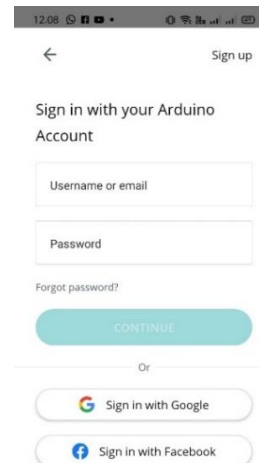 12.08
Sign up
Sign in with your Arduino
Account
Username or email
Password
Forgot password?
CONTINUE
Or
Sign in with Google
Sign in with Facebook